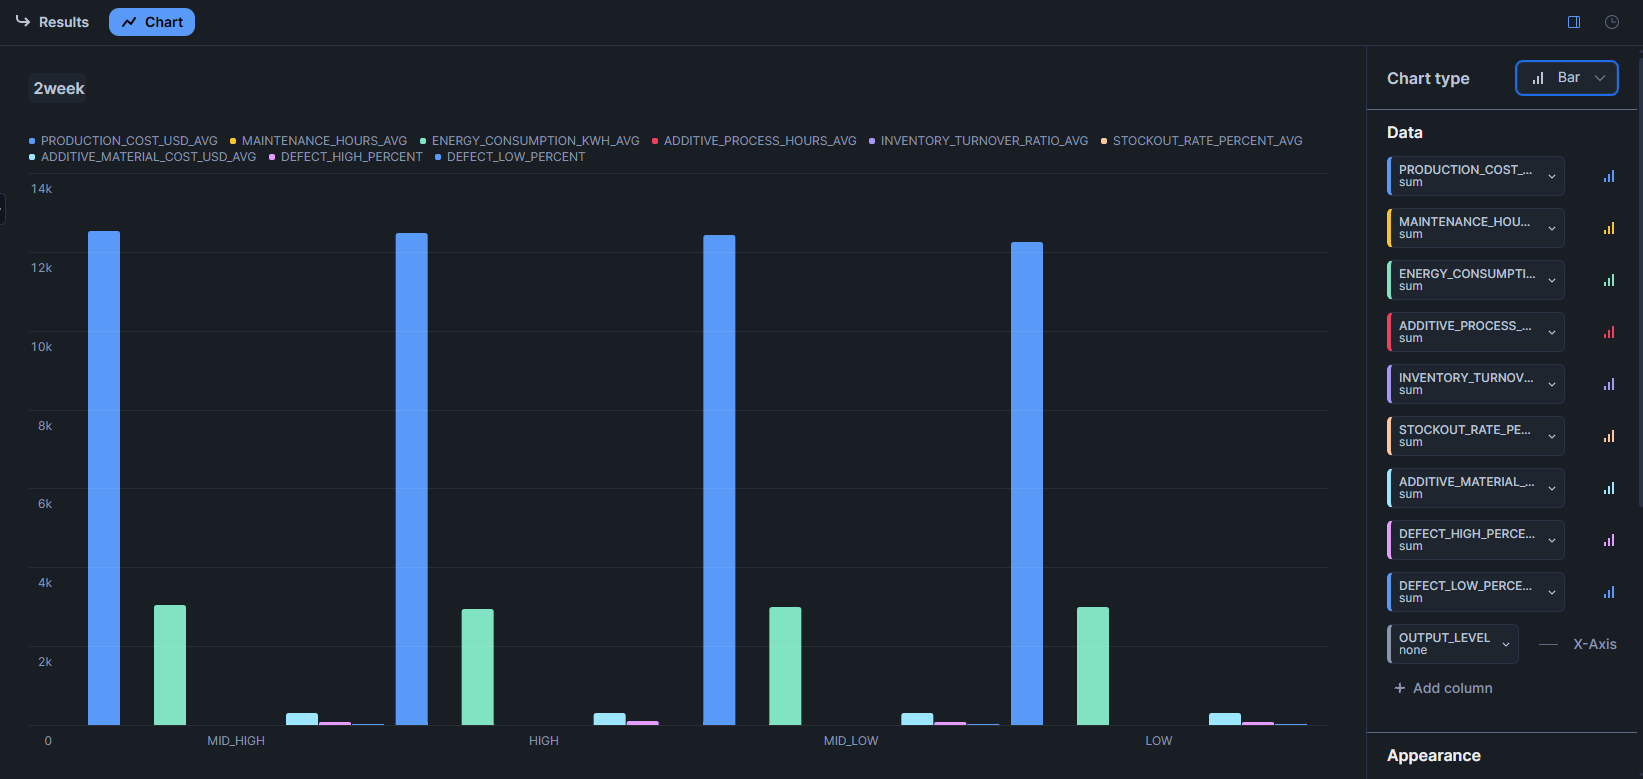 Results Chart
2week
PRODUCTION_COST_USD_AVG MAINTENANCE_HOURS_AVG ENERGY_CONSUMPTION_KWH_AVG ADDITIVE_PROCESS_HOURS_AVG INVENTORY_TURNOVER_RATIO_AVG STOCKOUT_RATE_PERCENT_AVG
ADDITIVE_MATERIAL_COST_USD_AVG DEFECT_HIGH_PERCENT DEFECT_LOW_PERCENT
14k
12k
10k
8k
6k
4k
2k
0
MID_HIGH HIGH MID_LOW LOW
Chart type Bar
Data
PRODUCTION_COST_...
sum
MAINTENANCE_HOU...
sum
ENERGY_CONSUMPTI...
sum
ADDITIVE_PROCESS_...
sum
INVENTORY_TURNOV...
sum
STOCKOUT_RATE_PE...
sum
ADDITIVE_MATERIAL_...
sum
DEFECT_HIGH_PERCE...
sum
DEFECT_LOW_PERCE...
sum
OUTPUT_LEVEL
none
X-Axis
+ Add column
Appearance